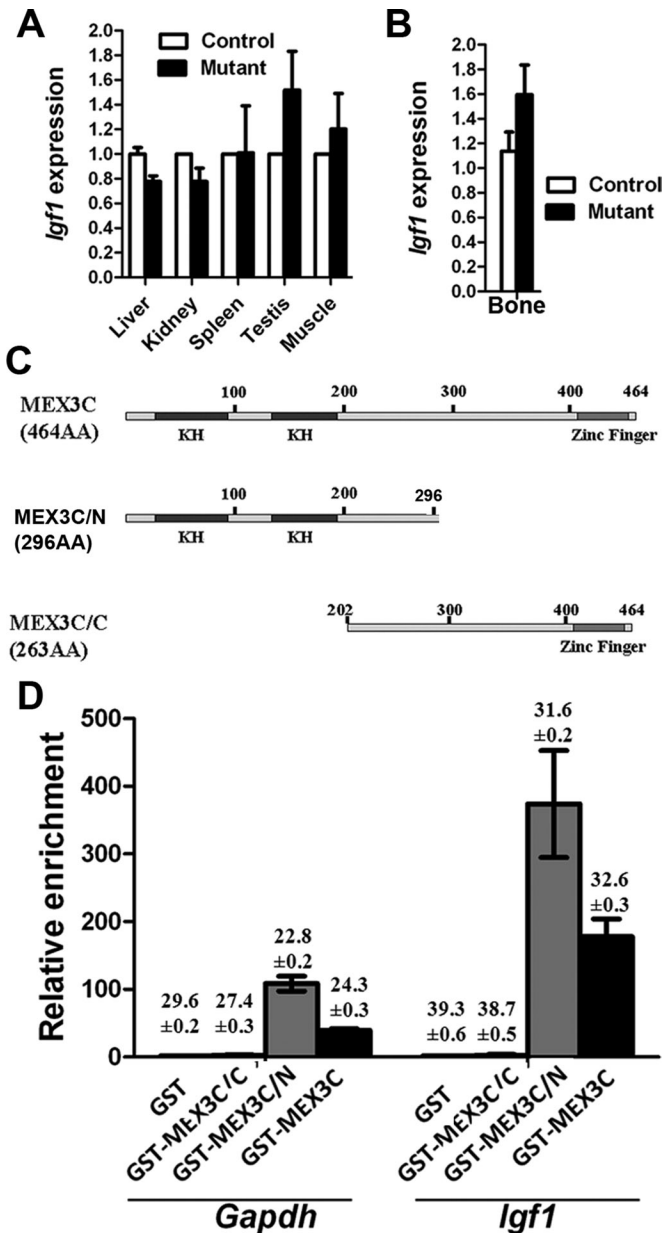 A
Igf1 expression
2.0
1.8
1.6
1.4
1.2
1.0
0.8
0.6
0.4
0.2
0.0
Control
Mutant
Liver
Kidney
Spleen
Testis
Muscle
B
Igf1 expression
2.0
1.8
1.6
1.4
1.2
1.0
0.8
0.6
0.4
0.2
0.0
Control
Mutant
Bone
C
MEX3C
(464AA)
100 200 300 400 464
KH KH Zinc Finger
MEX3C/N
(296AA)
100 200 296
KH KH
MEX3C/C
(263AA)
202 300 400 464
Zinc Finger
D
Relative enrichment
500
400
300
200
100
0
29.6
±0.2
27.4
±0.3
22.8
±0.2
24.3
±0.3
39.3
±0.6
38.7
±0.5
31.6
±0.2
32.6
±0.3
GST
GST-MEX3C/C
GST-MEX3C/N
GST-MEX3C
GST
GST-MEX3C/C
GST-MEX3C/N
GST-MEX3C
Gapdh
Igf1